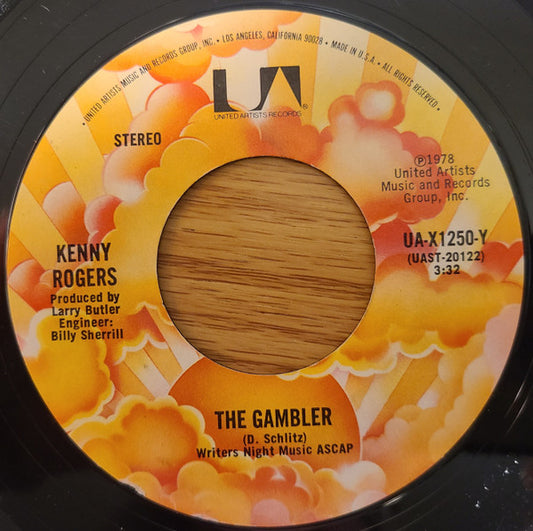 • UNITED ARTISTS MUSIC AND RECORDS GROUP, INC. • LOS ANGELES, CALIFORNIA 90028 • MADE IN U.S.A. • ALL RIGHTS RESERVED •
UA®
UNITED ARTISTS RECORDS
STEREO
℗1978
United Artists
Music and Records
Group, Inc.
KENNY
ROGERS
Produced by
Larry Butler
Engineer:
Billy Sherrill
UA-X1250-Y
(UAST-20122)
3:32
THE GAMBLER
(D. Schlitz)
Writers Night Music ASCAP